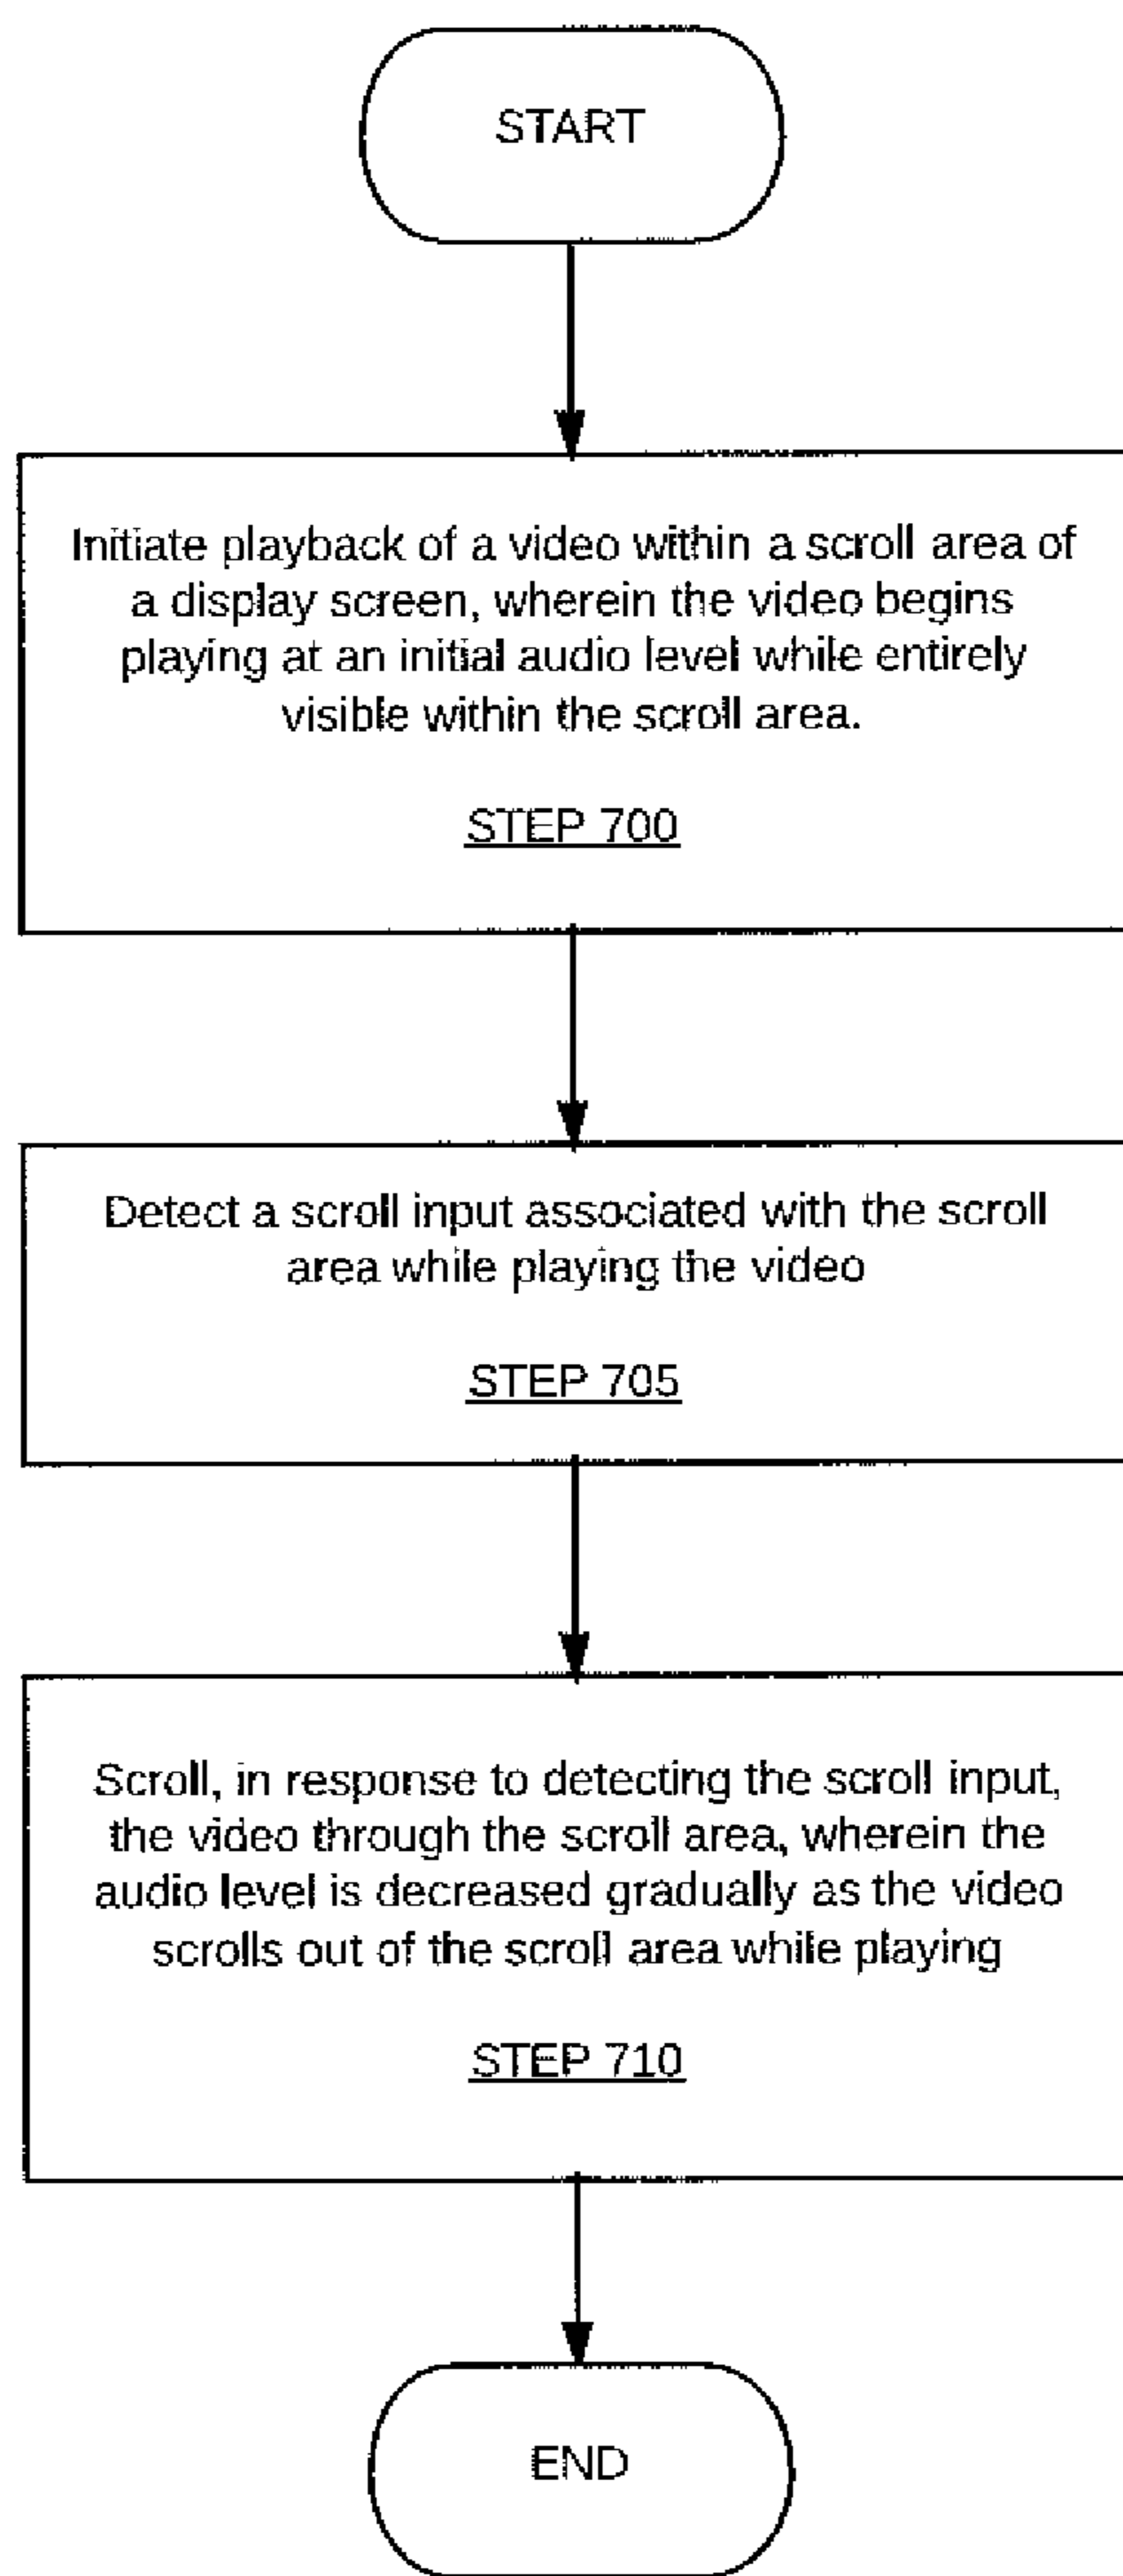 START
Initiate playback of a video within a scroll area of
a display screen, wherein the video begins
playing at an initial audio level while entirely
visible within the scroll area.
STEP 700
Detect a scroll input associated with the scroll
area while playing the video
STEP 705
Scroll, in response to detecting the scroll input,
the video through the scroll area, wherein the
audio level is decreased gradually as the video
scrolls out of the scroll area while playing
STEP 710
END